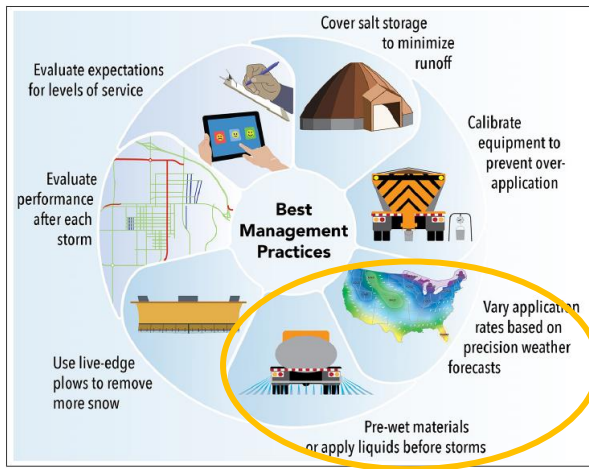 Cover salt storage
to minimize
runoff
Calibrate
equipment to
prevent over-
application
Vary application
rates based on
precision weather
forecasts
Pre-wet materials
or apply liquids before storms
Use live-edge
plows to remove
more snow
Evaluate
performance
after each
storm
Evaluate expectations
for levels of service
Best
Management
Practices